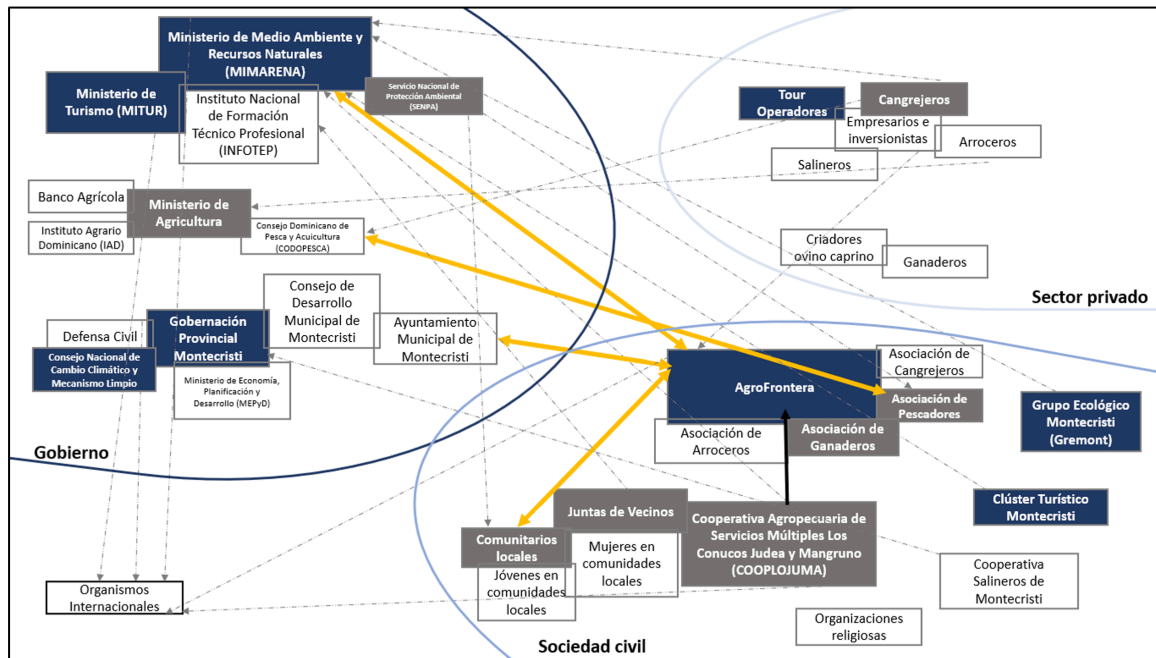 Ministerio de Medio Ambiente y
Recursos Naturales
(MIMARENA)
Ministerio de
Turismo (MITUR)
Servicio Nacional de
Protección Ambiental
(SENPA)
Instituto Nacional
de Formación
Técnico Profesional
(INFOTEP)
Tour
Operadores
Cangrejeros
Empresarios e
inversionistas
Arroceros
Salineros
Banco Agrícola
Ministerio de
Agricultura
Instituto Agrario
Dominicano (IAD)
Consejo Dominicano de
Pesca y Acuicultura
(CODOPESCA)
Criadores
ovino caprino
Ganaderos
Sector privado
Consejo de
Desarrollo
Municipal de
Montecristi
Defensa Civil
Gobernación
Provincial
Montecristi
Ayuntamiento
Municipal de
Montecristi
Consejo Nacional de
Cambio Climático y
Mecanismo Limpio
Ministerio de Economía,
Planificación y
Desarrollo (MEPyD)
AgroFrontera
Asociación de
Cangrejeros
Asociación de
Pescadores
Grupo Ecológico
Montecristi
(Gremont)
Asociación de
Arroceros
Asociación de
Ganaderos
Gobierno
Clúster Turístico
Montecristi
Juntas de Vecinos
Cooperativa Agropecuaria de
Servicios Múltiples Los
Conucos Judea y Mangruno
(COOPLOJUMA)
Comunitarios
locales
Mujeres en
comunidades
locales
Jóvenes en
comunidades
locales
Cooperativa
Salineros de
Montecristi
Organismos
Internacionales
Organizaciones
religiosas
Sociedad civil